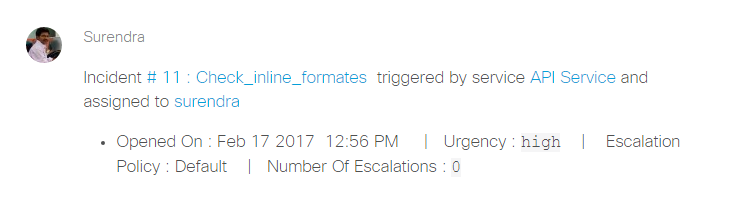 Surendra
Incident # 11 : Check_inline_formates triggered by service API Service and
assigned to surendra
• Opened On : Feb 17 2017 12:56 PM | Urgency : high | Escalation
Policy : Default | Number Of Escalations : 0